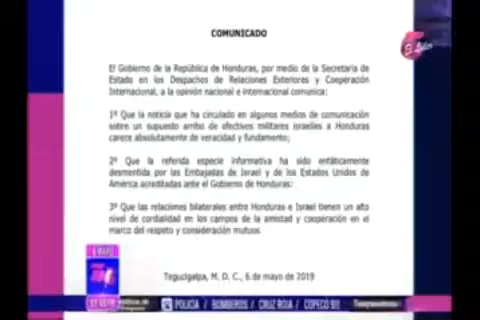 COMUNICADO
El Gobierno de la República de Honduras, por medio de la Secretaría de
Estado en los Despachos de Relaciones Exteriores y Cooperación
Internacional, a la opinión nacional e internacional comunica:
1º Que la noticia que ha circulado en algunos medios de comunicación
sobre un supuesto arribo de efectivos militares israelíes a Honduras
carece absolutamente de veracidad y fundamento;
2º Que la referida especie informativa ha sido enfáticamente
desmentida por las Embajadas de Israel y de los Estados Unidos de
América acreditadas ante el Gobierno de Honduras;
3º Que las relaciones bilaterales entre Honduras e Israel tienen un alto
nivel de cordialidad en los campos de la amistad y cooperación en el
marco del respeto y consideración mutuos.
Tegucigalpa, M. D. C., 6 de mayo de 2019
6 MAYO
POLICIA / BOMBEROS / CRUZ ROJA / COPECO 911